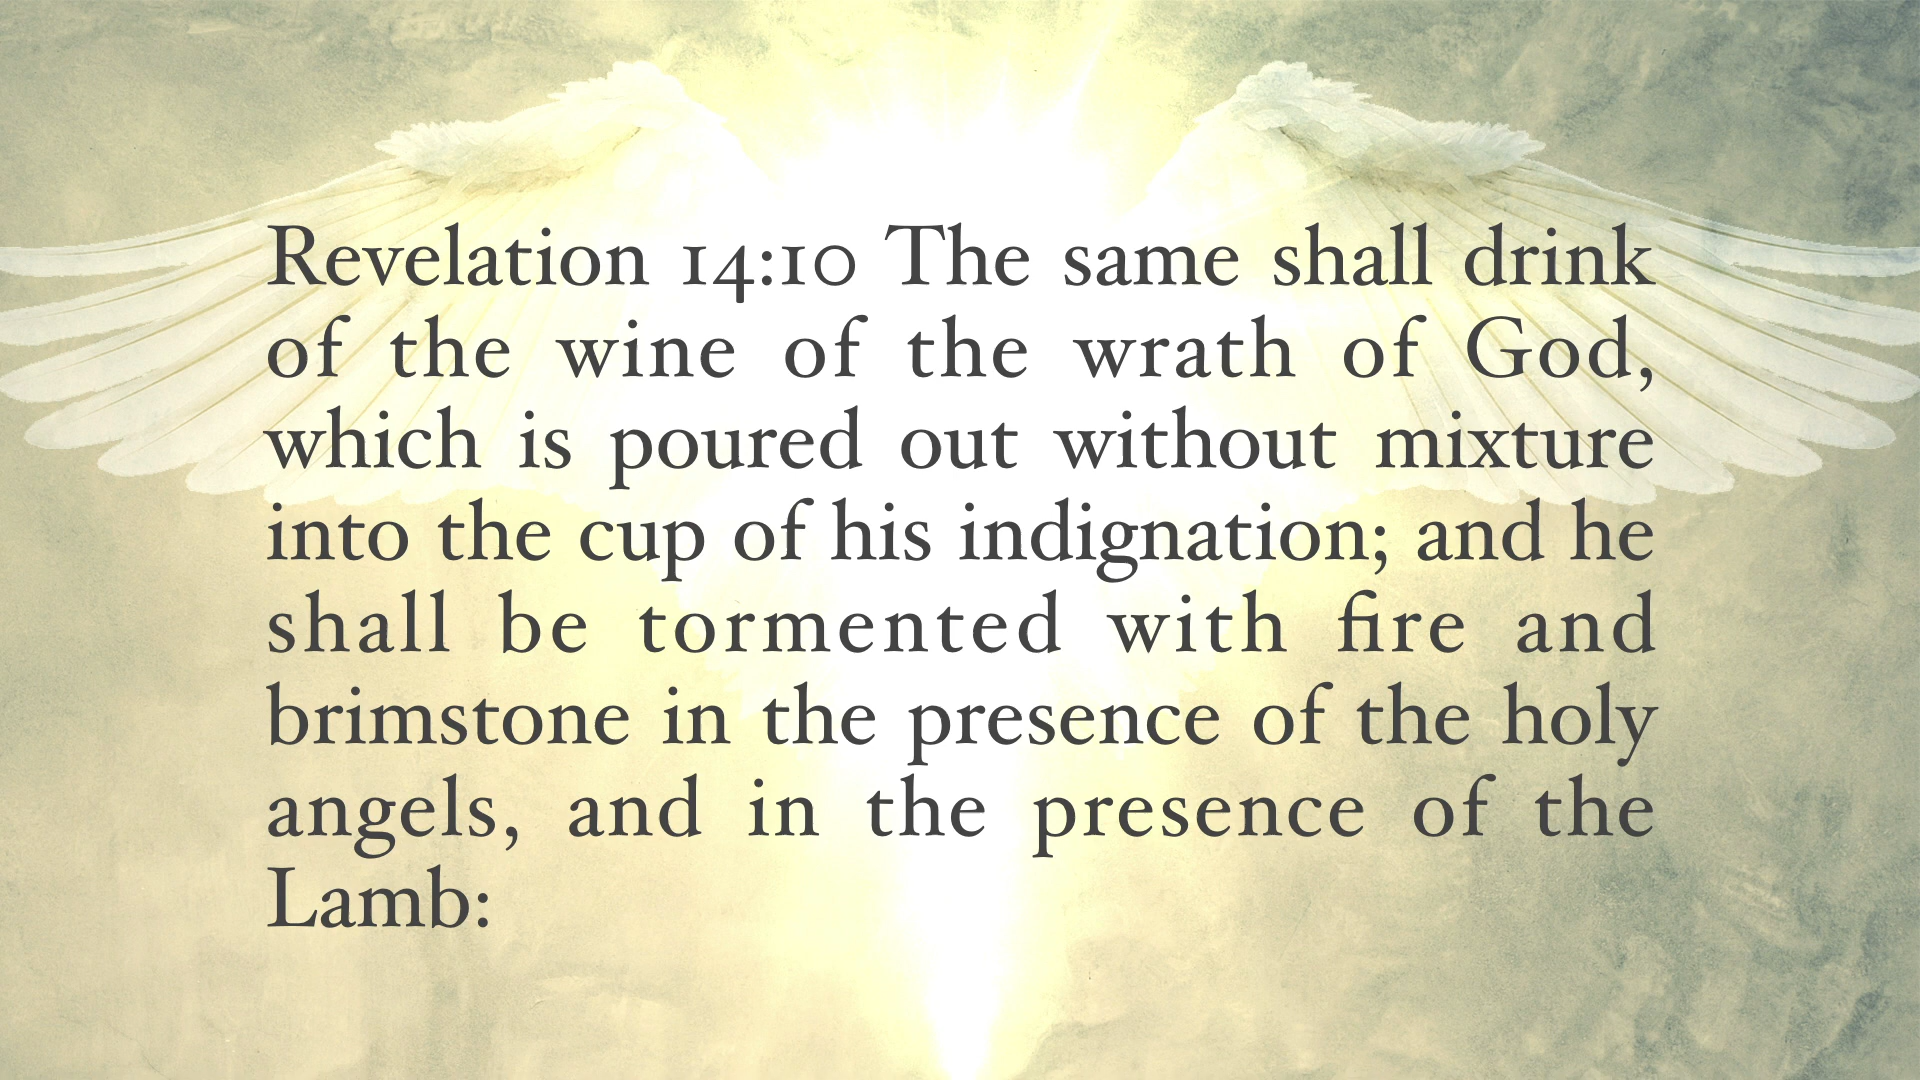 Revelation 14:10 The same shall drink
of the wine of the wrath of God,
which is poured out without mixture
into the cup of his indignation; and he
shall be tormented with fire and
brimstone in the presence of the holy
angels, and in the presence of the
Lamb: